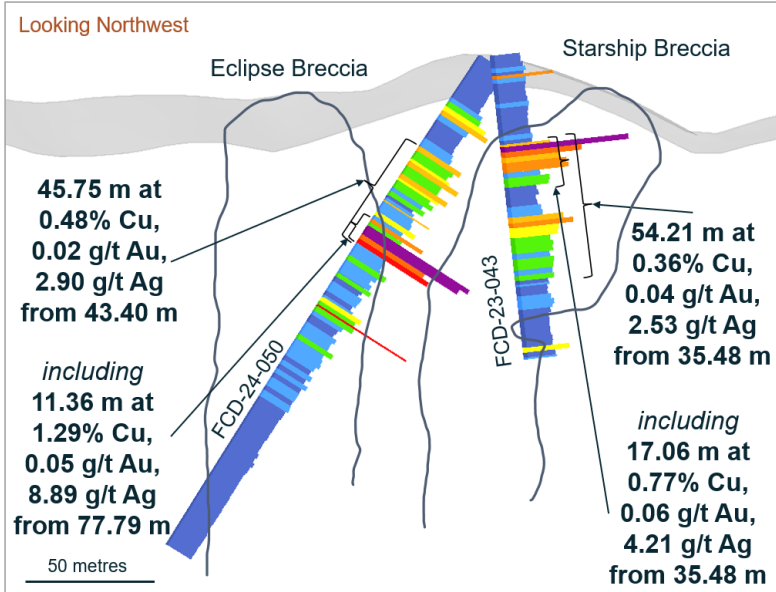 Looking Northwest
Eclipse Breccia
Starship Breccia
45.75 m at
0.48% Cu,
0.02 g/t Au,
2.90 g/t Ag
from 43.40 m
including
11.36 m at
1.29% Cu,
0.05 g/t Au,
8.89 g/t Ag
from 77.79 m
FCD-24-050
FCD-23-043
54.21 m at
0.36% Cu,
0.04 g/t Au,
2.53 g/t Ag
from 35.48 m
including
17.06 m at
0.77% Cu,
0.06 g/t Au,
4.21 g/t Ag
from 35.48 m
50 metres